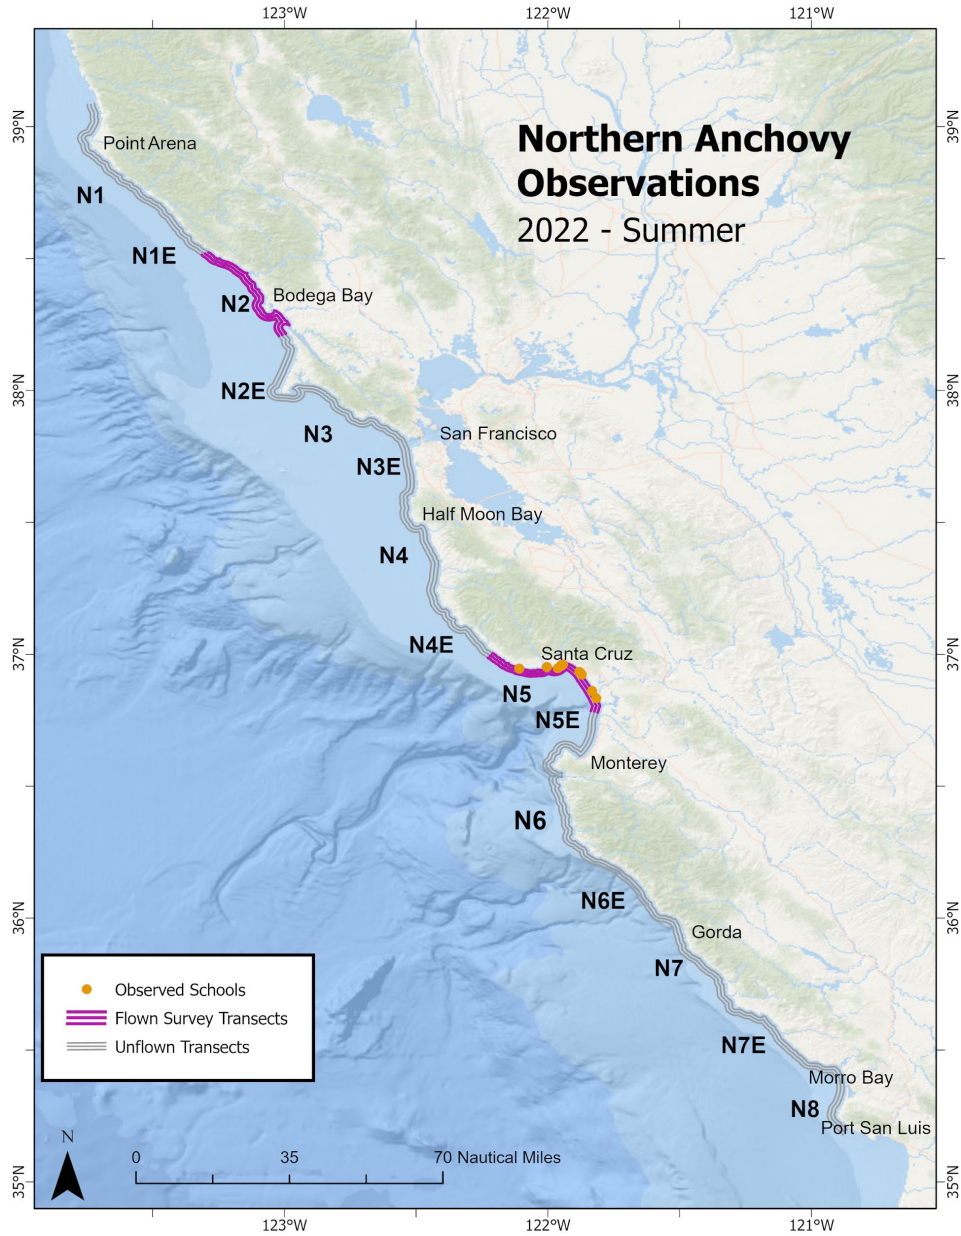 123°W
122°W
121°W
39°N
39°N
Point Arena
Northern Anchovy
Observations
2022 - Summer
N1
N1E
N2
Bodega Bay
38°N
38°N
N2E
N3
San Francisco
N3E
Half Moon Bay
N4
37°N
37°N
N4E
Santa Cruz
N5
N5E
Monterey
N6
36°N
36°N
N6E
Gorda
N7
Observed Schools
Flown Survey Transects
Unflown Transects
N7E
Morro Bay
N8
Port San Luis
N
0
35
70 Nautical Miles
35°N
35°N
123°W
122°W
121°W